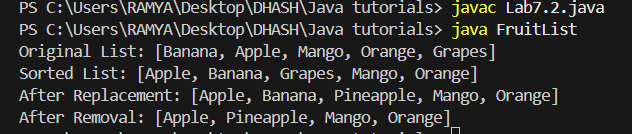 PS C:\Users\RAMYA\Desktop\DHASH\Java tutorials> javac Lab7.2.java
PS C:\Users\RAMYA\Desktop\DHASH\Java tutorials> java FruitList
Original List: [Banana, Apple, Mango, Orange, Grapes]
Sorted List: [Apple, Banana, Grapes, Mango, Orange]
After Replacement: [Apple, Banana, Pineapple, Mango, Orange]
After Removal: [Apple, Pineapple, Mango, Orange]